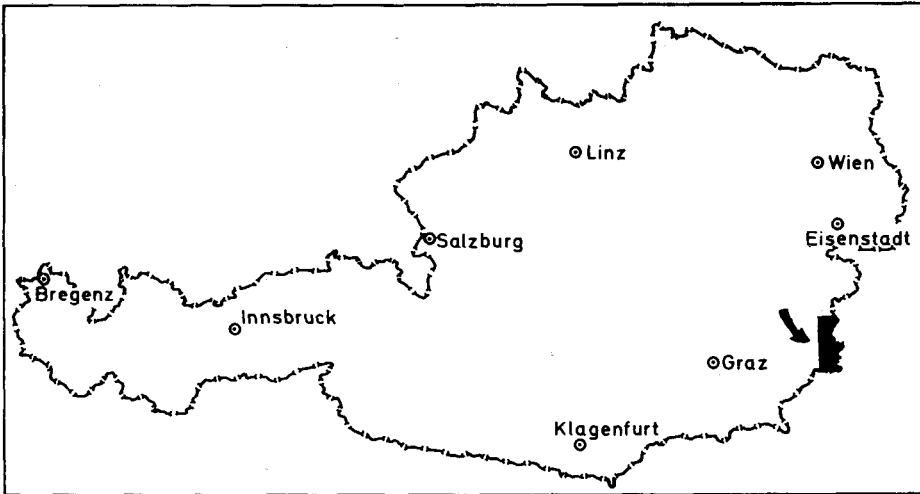 Linz
Wien
Salzburg
Eisenstadt
Bregenz
Innsbruck
Graz
Klagenfurt